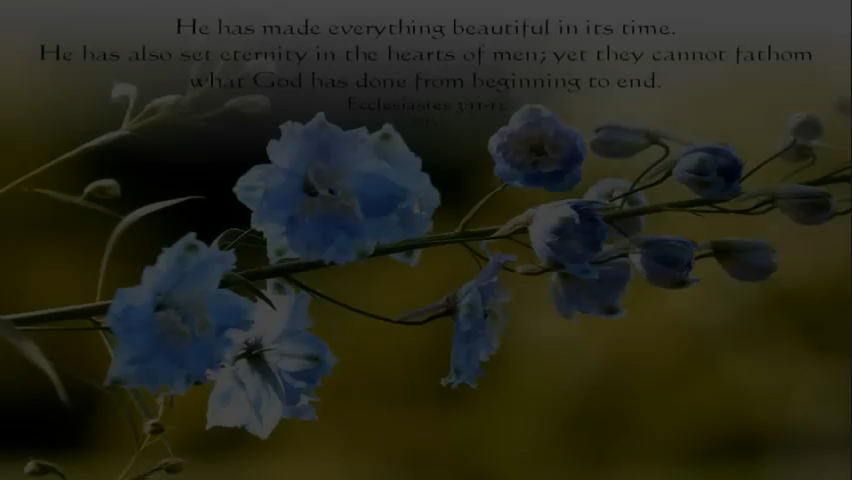 He has made everything beautiful in its time.
He has also set eternity in the hearts of men; yet they cannot fathom
what God has done from beginning to end.
Ecclesiastes 3:11-12